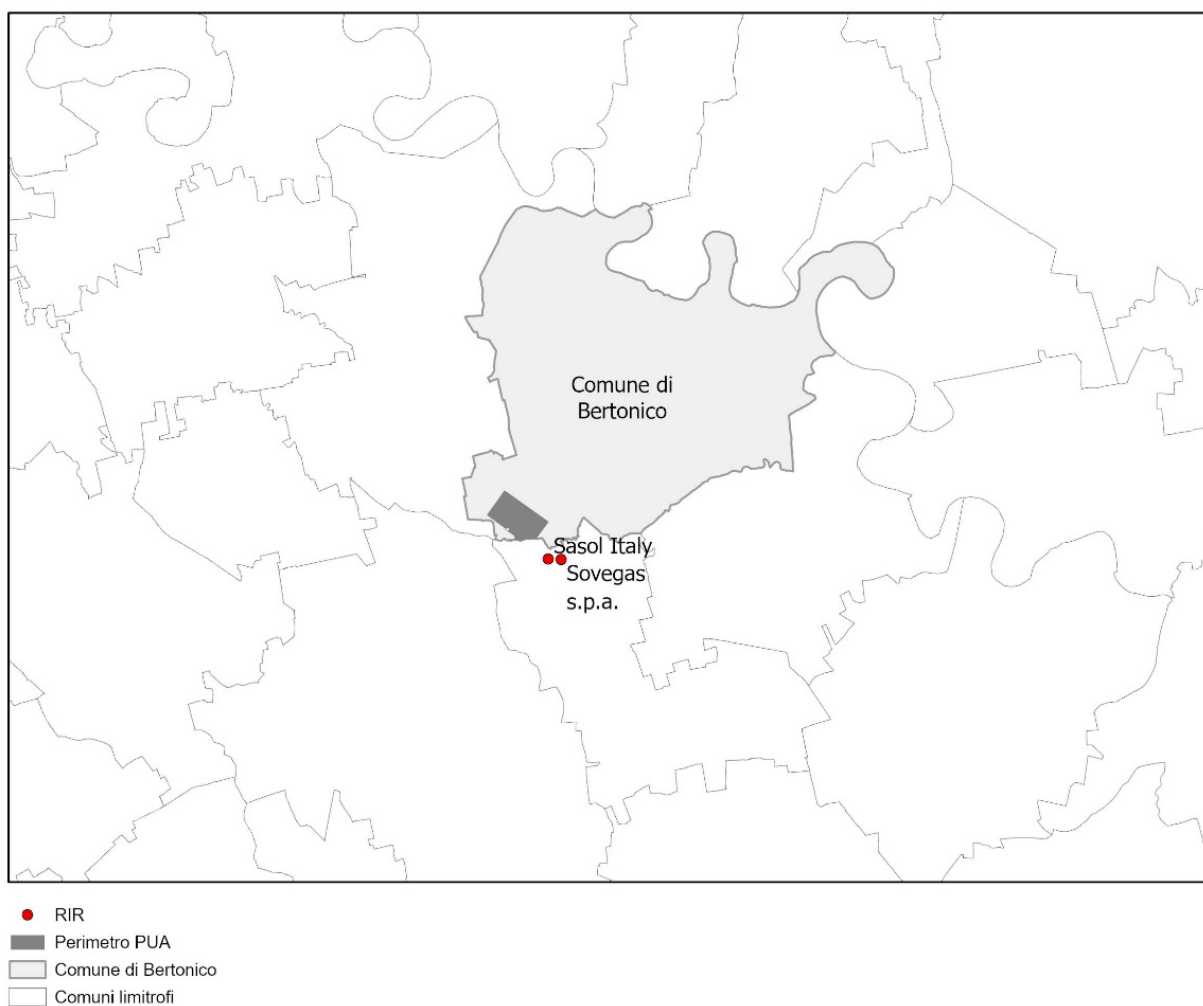 Comune di
Bertonico
Sasol Italy
Sovegas
s.p.a.
RIR
Perimetro PUA
Comune di Bertonico
Comuni limitrofi